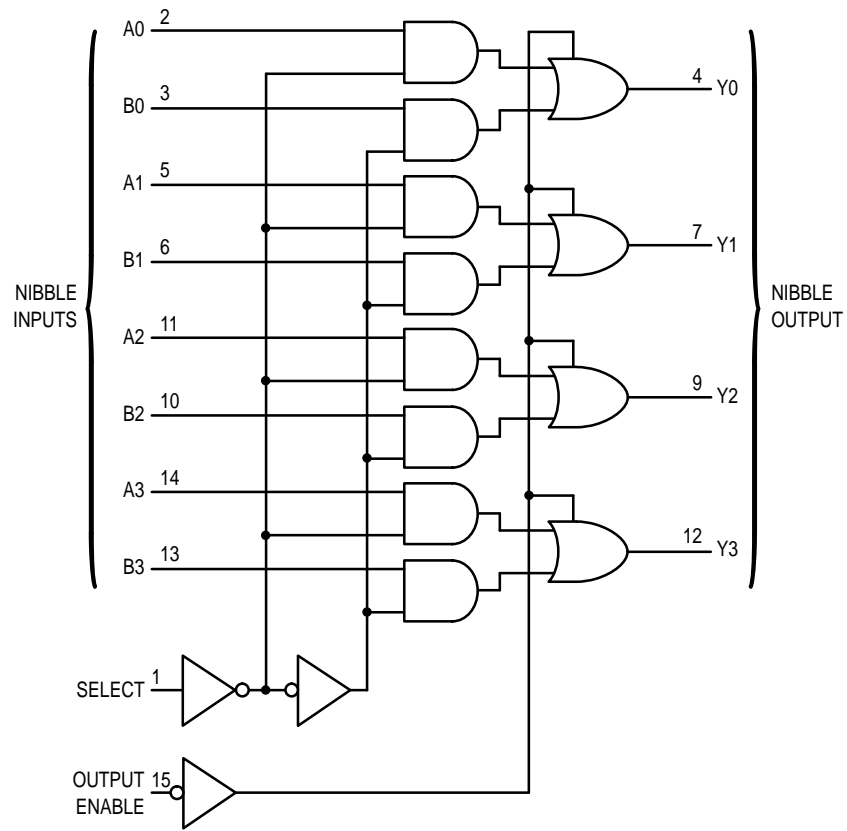 A0 2
B0 3
A1 5
B1 6
A2 11
B2 10
A3 14
B3 13
NIBBLE
INPUTS
SELECT 1
OUTPUT 15
ENABLE
4 Y0
7 Y1
9 Y2
12 Y3
NIBBLE
OUTPUT